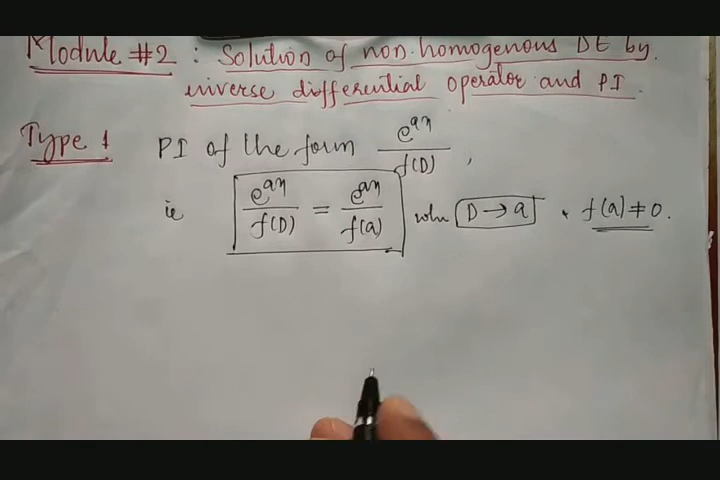 Module #2 : Solution of non homogenous DE by
inverse differential operator and PI.
Type 1 PI of the form e^{ax}/f(D) ,
ie e^{ax}/f(D) = e^{ax}/f(a) when D → a & f(a) ≠ 0.